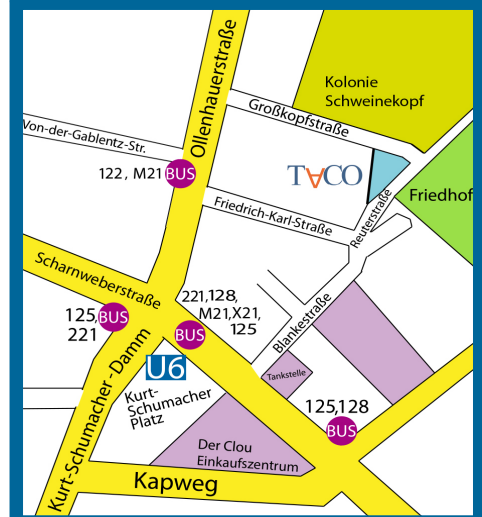 Ollenhauerstraße
Kolonie
Schweinekopf
Großkopfstraße
Von-der-Gablentz-Str.
122, M21 BUS
TACO
Friedhof
Friedrich-Karl-Straße
Reuterstraße
Scharnweberstraße
221,128,
M21,X21,
125
BUS
125,
221
BUS
Blankestraße
U6
Kurt-
Schumacher
Platz
Tankstelle
Kurt-Schumacher-Damm
125,128
BUS
Der Clou
Einkaufszentrum
Kapweg